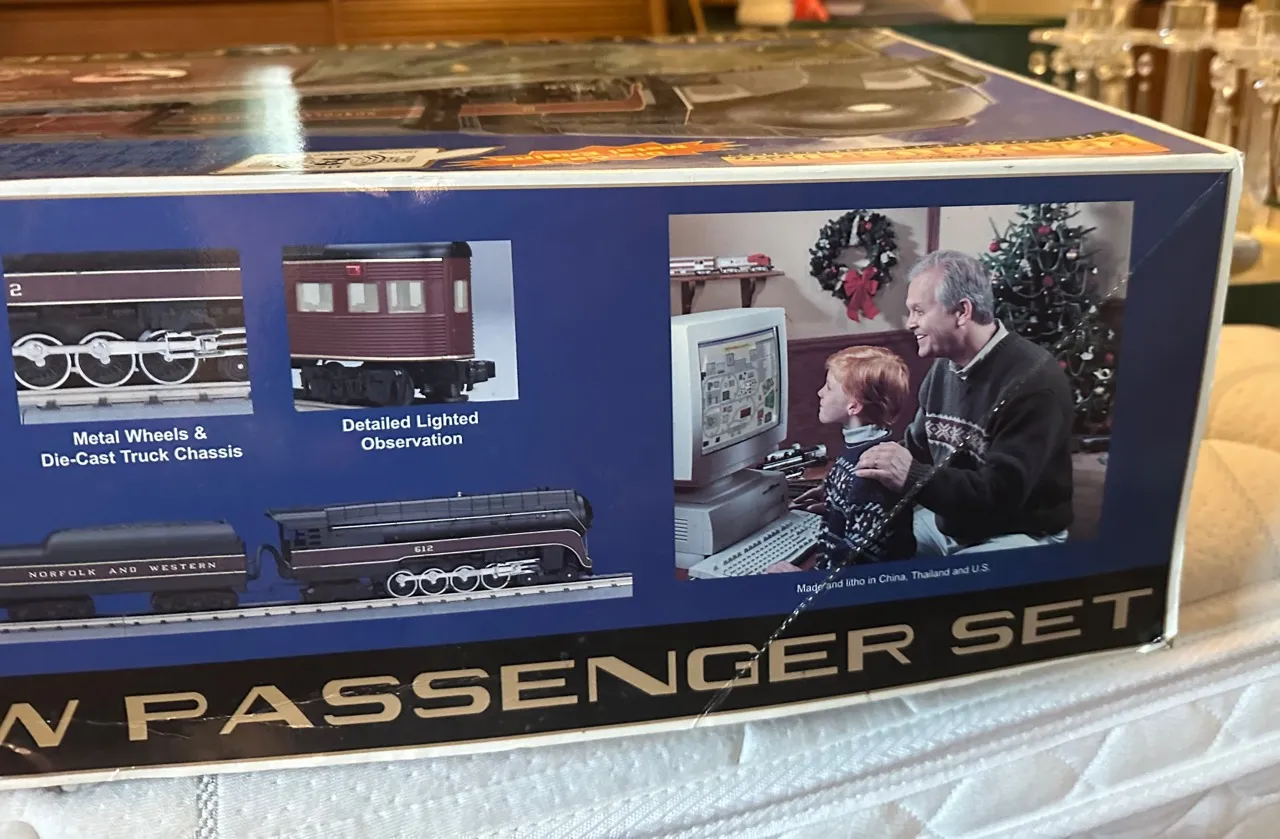 2
Metal Wheels &
Die-Cast Truck Chassis
Detailed Lighted
Observation
NORFOLK AND WESTERN
612
Made and litho in China, Thailand and U.S.
W PASSENGER SET